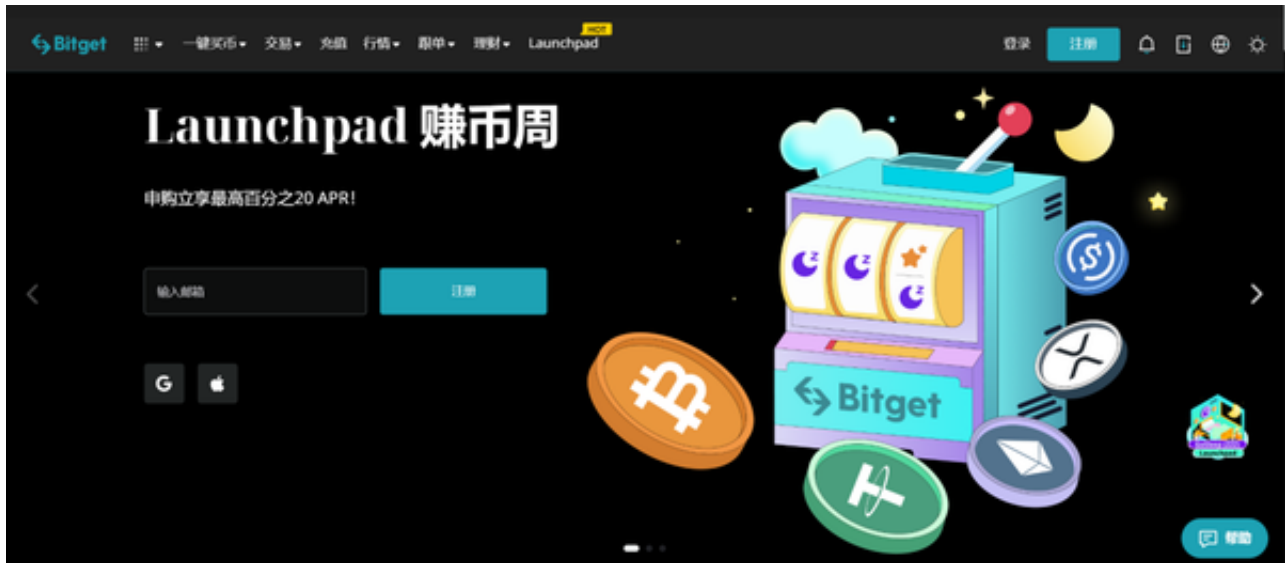 Bitget
一键买币 交易 充值 行情 跟单 理财 Launchpad HOT
登录 注册
Launchpad 赚币周
申购立享最高百分之20 APR!
输入邮箱 注册
G
Bitget
Launchpad
帮助